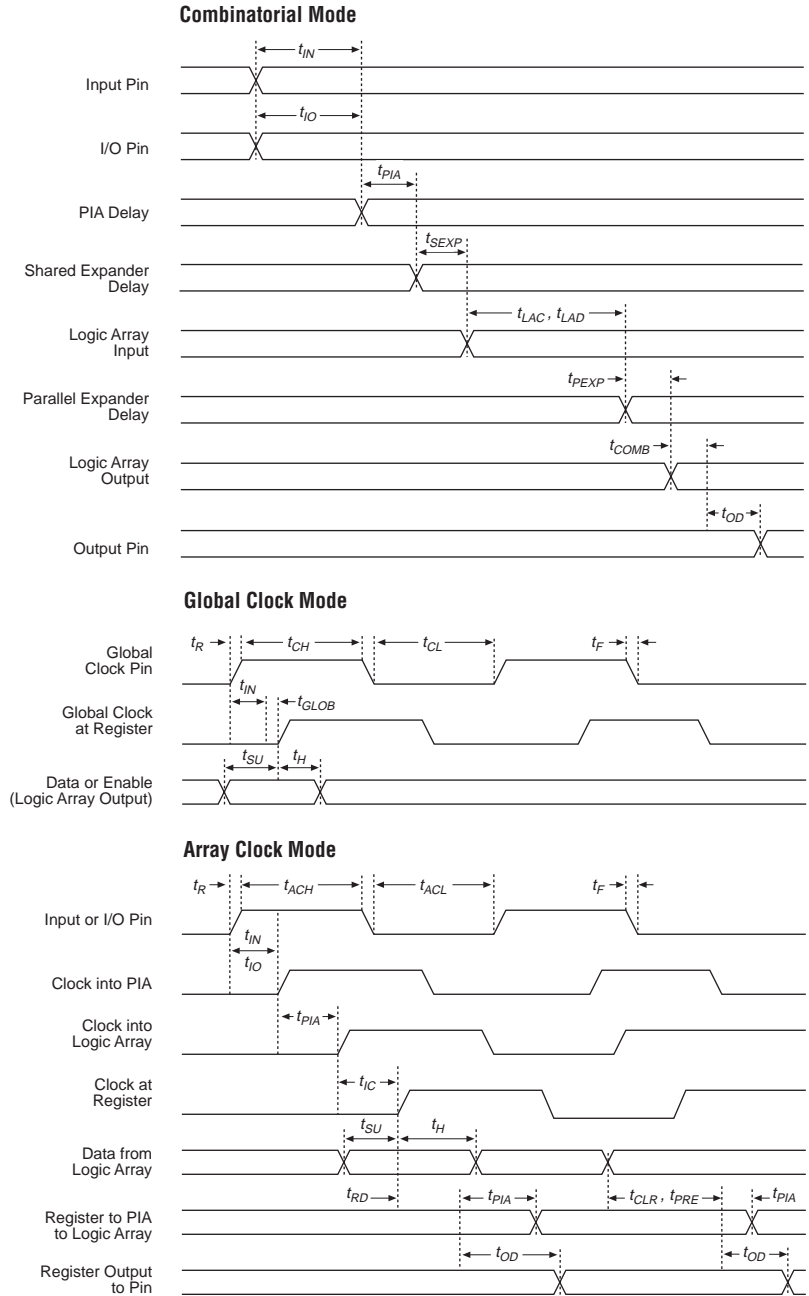 Combinatorial Mode
tIN
Input Pin
tIO
I/O Pin
tPIA
PIA Delay
tSEXP
Shared Expander
Delay
tLAC , tLAD
Logic Array
Input
tPEXP
Parallel Expander
Delay
tCOMB
Logic Array
Output
tOD
Output Pin
Global Clock Mode
tR tCH tCL tF
Global
Clock Pin
tIN
tGLOB
Global Clock
at Register
tSU tH
Data or Enable
(Logic Array Output)
Array Clock Mode
tR tACH tACL tF
Input or I/O Pin
tIN
tIO
Clock into PIA
tPIA
Clock into
Logic Array
tIC
Clock at
Register
tSU tH
Data from
Logic Array
tRD tPIA tCLR , tPRE tPIA
Register to PIA
to Logic Array
tOD tOD
Register Output
to Pin